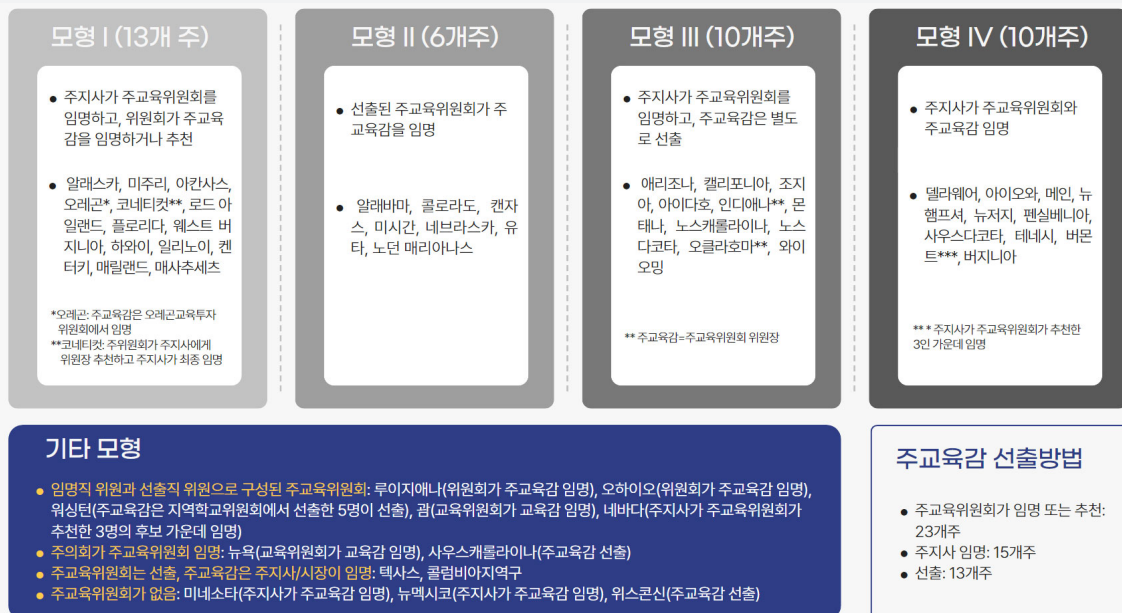 모형 I (13개 주)
● 주지사가 주교육위원회를
임명하고, 위원회가 주교육
감을 임명하거나 추천
● 알래스카, 미주리, 아칸사스,
오레곤*, 코네티컷**, 로드 아
일랜드, 플로리다, 웨스트 버
지니아, 하와이, 일리노이, 켄
터키, 매릴랜드, 매사추세츠
*오레곤: 주교육감은 오레곤교육투자
위원회에서 임명
**코네티컷: 주위원회가 주지사에게
위원장 추천하고 주지사가 최종 임명
모형 II (6개주)
● 선출된 주교육위원회가 주
교육감을 임명
● 알래바마, 콜로라도, 캔자
스, 미시간, 네브라스카, 유
타, 노던 매리아나스
모형 III (10개주)
● 주지사가 주교육위원회를
임명하고, 주교육감은 별도
로 선출
● 애리조나, 캘리포니아, 조지
아, 아이다호, 인디애나**, 몬
태나, 노스캐롤라이나, 노스
다코타, 오클라호마**, 와이
오밍
** 주교육감=주교육위원회 위원장
모형 IV (10개주)
● 주지사가 주교육위원회와
주교육감 임명
● 델라웨어, 아이오와, 메인, 뉴
햄프셔, 뉴저지, 펜실베니아,
사우스다코타, 테네시, 버몬
트***, 버지니아
** * 주지사가 주교육위원회가 추천한
3인 가운데 임명
기타 모형
● 임명직 위원과 선출직 위원으로 구성된 주교육위원회: 루이지애나(위원회가 주교육감 임명), 오하이오(위원회가 주교육감 임명),
워싱턴(주교육감은 지역학교위원회에서 선출한 5명이 선출), 괌(교육위원회가 교육감 임명), 네바다(주지사가 주교육위원회가
추천한 3명의 후보 가운데 임명)
● 주의회가 주교육위원회 임명: 뉴욕(교육위원회가 교육감 임명), 사우스캐롤라이나(주교육감 선출)
● 주교육위원회는 선출, 주교육감은 주지사/시장이 임명: 텍사스, 콜럼비아지역구
● 주교육위원회가 없음: 미네소타(주지사가 주교육감 임명), 뉴멕시코(주지사가 주교육감 임명), 위스콘신(주교육감 선출)
주교육감 선출방법
● 주교육위원회가 임명 또는 추천:
23개주
● 주지사 임명: 15개주
● 선출: 13개주